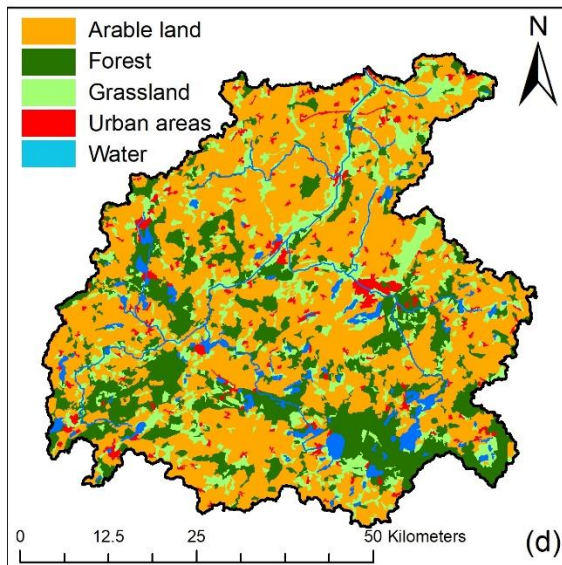 Arable land
Forest
Grassland
Urban areas
Water
N
0 12.5 25 50 Kilometers
(d)